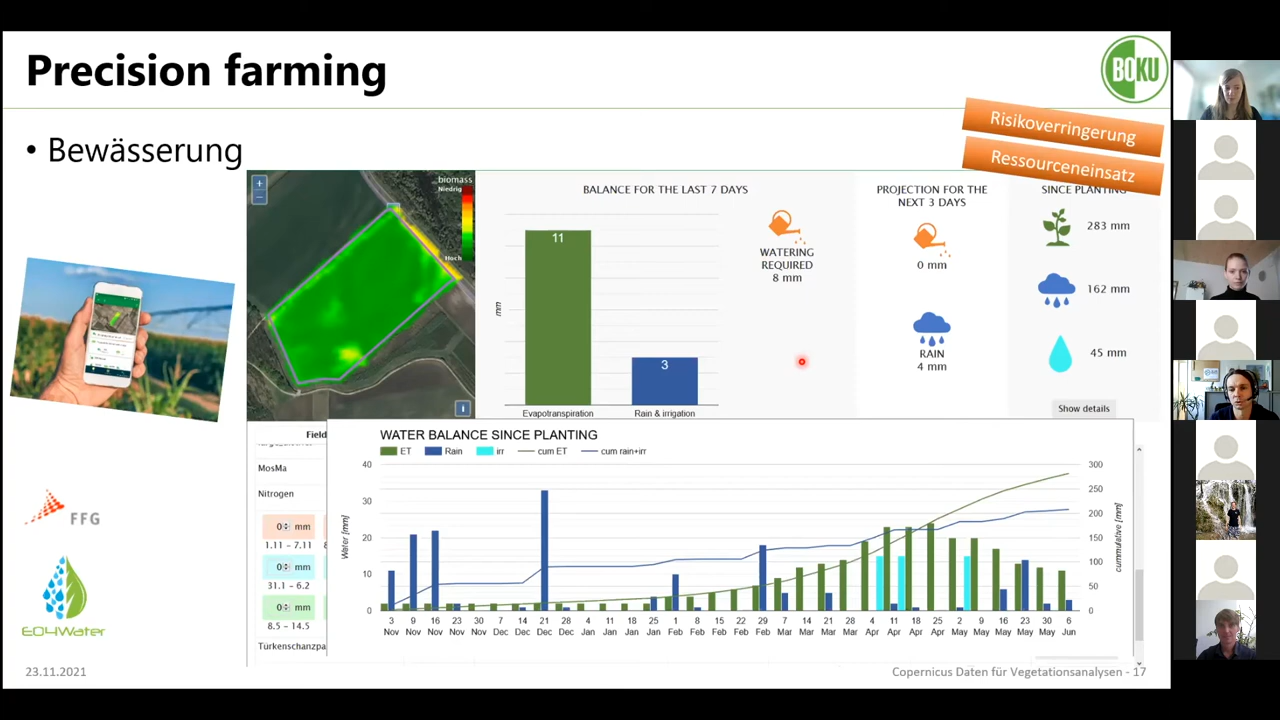 Precision farming
BOKU
Risikoverringerung
Ressourceneinsatz
• Bewässerung
+
−
biomass
Niedrig
Hoch
i
BALANCE FOR THE LAST 7 DAYS
mm
11
3
Evapotranspiration
Rain & irrigation
WATERING
REQUIRED
8 mm
PROJECTION FOR THE
NEXT 3 DAYS
0 mm
RAIN
4 mm
SINCE PLANTING
283 mm
162 mm
45 mm
Show details
Field
MosMa
Nitrogen
0 mm
1.11 – 7.11
0 mm
31.1 – 6.2
0 mm
8.5 – 14.5
Türkenschanzpa
WATER BALANCE SINCE PLANTING
ET Rain irr cum ET cum rain+irr
Water [mm]
40
30
20
10
0
300
250
200
150
100
50
0
cummulative [mm]
3 9 16 23 30 7 14 21 28 4 11 18 25 1 8 15 22 29 7 14 21 28 4 11 18 25 2 9 16 23 30 6
Nov Nov Nov Nov Nov Dec Dec Dec Dec Jan Jan Jan Jan Feb Feb Feb Feb Feb Mar Mar Mar Mar Apr Apr Apr Apr May May May May May Jun
FFG
EO4Water
23.11.2021
Copernicus Daten für Vegetationsanalysen - 17